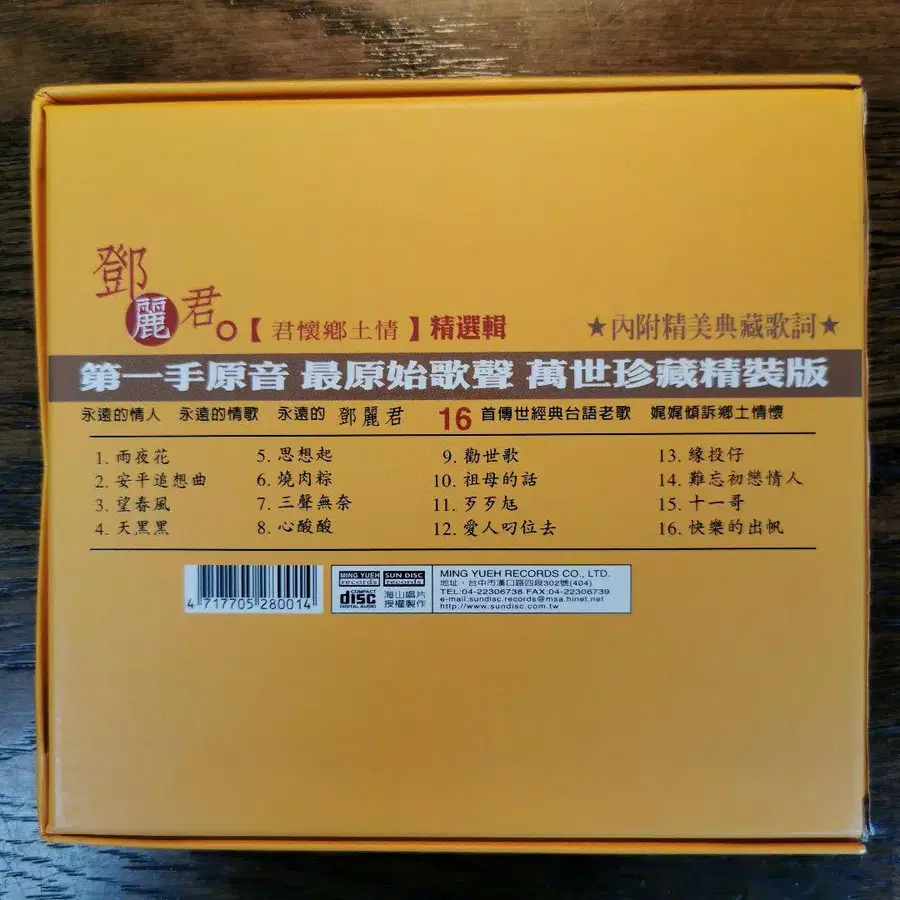 鄧麗君。【君懷鄉土情】精選輯 ★內附精美典藏歌詞★
第一手原音 最原始歌聲 萬世珍藏精裝版
永遠的情人 永遠的情歌 永遠的 鄧麗君 16 首傳世經典台語老歌 娓娓傾訴鄉土情懷
1. 雨夜花
2. 安平追想曲
3. 望春風
4. 天黑黑
5. 思想起
6. 燒肉粽
7. 三聲無奈
8. 心酸酸
9. 勸世歌
10. 祖母的話
11. 歹歹尪
12. 愛人叼位去
13. 緣投仔
14. 難忘初戀情人
15. 十一哥
16. 快樂的出帆
4 717705 280014
MING YUEH records
SUN DISC records
COMPACT disc DIGITAL AUDIO
海山唱片
授權製作
MING YUEH RECORDS CO., LTD.
地址: 台中市漢口路四段302號(404)
TEL:04-22306738 FAX:04-22306739
e-mail:sundisc.records@msa.hinet.net
http://www.sundisc.com.tw